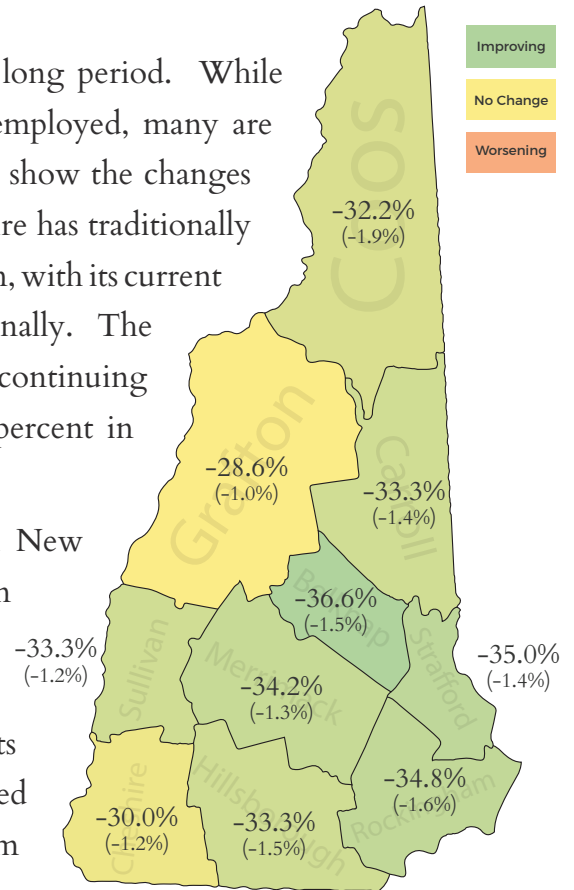 long period. While
employed, many are
show the changes
re has traditionally
, with its current
nally. The
continuing
percent in
New
ts
ed
m
Improving
No Change
Worsening
Coos
-32.2%
(-1.9%)
Grafton
-28.6%
(-1.0%)
Carroll
-33.3%
(-1.4%)
Belknap
-36.6%
(-1.5%)
Sullivan
-33.3%
(-1.2%)
Merrimack
-34.2%
(-1.3%)
Strafford
-35.0%
(-1.4%)
Cheshire
-30.0%
(-1.2%)
Hillsborough
-33.3%
(-1.5%)
Rockingham
-34.8%
(-1.6%)